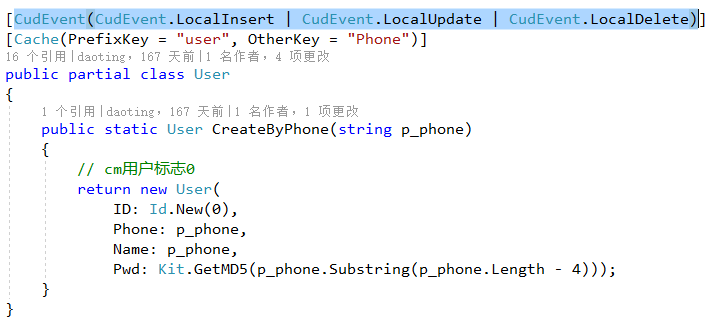 [CudEvent(CudEvent.LocalInsert | CudEvent.LocalUpdate | CudEvent.LocalDelete)]
[Cache(PrefixKey = "user", OtherKey = "Phone")]
16 个引用|daoting，167 天前|1 名作者，4 项更改
public partial class User
{
    1 个引用|daoting，167 天前|1 名作者，1 项更改
    public static User CreateByPhone(string p_phone)
    {
        // cm用户标志0
        return new User(
            ID: Id.New(0),
            Phone: p_phone,
            Name: p_phone,
            Pwd: Kit.GetMD5(p_phone.Substring(p_phone.Length - 4)));
    }
}